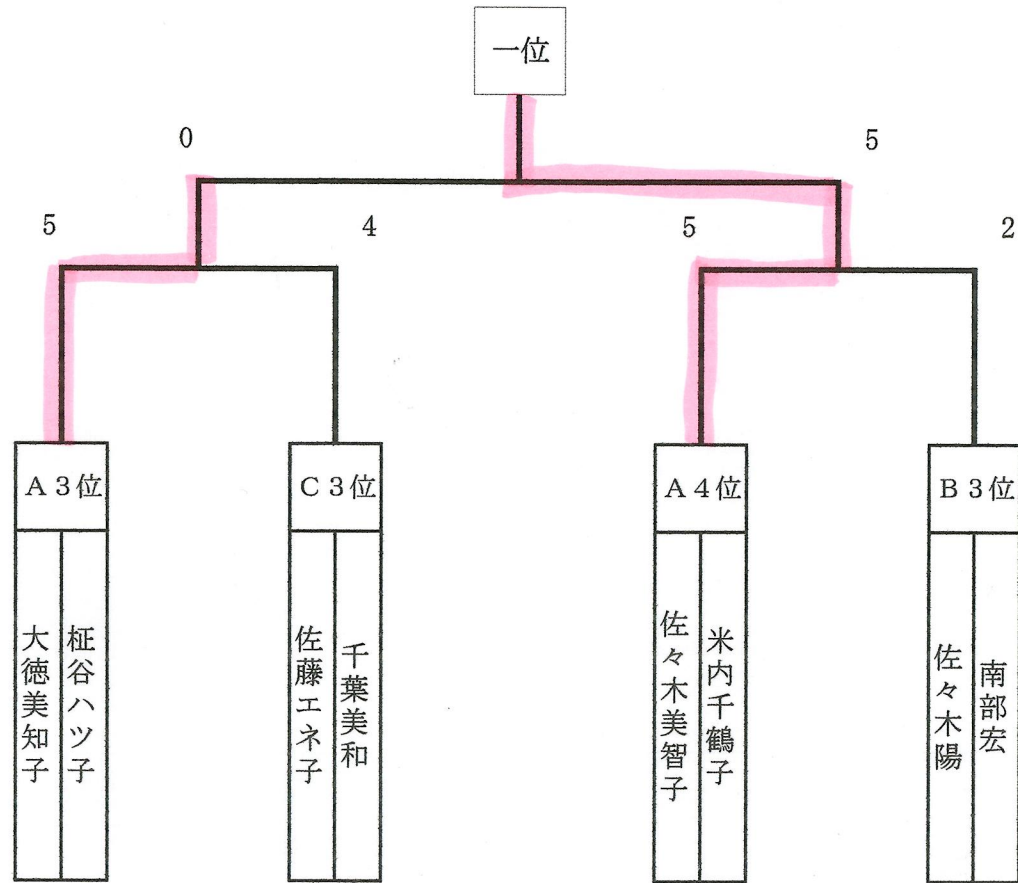 一位
0
5
5
4
5
2
A3位
C3位
A4位
B3位
柾谷ハツ子
大徳美知子
千葉美和
佐藤エネ子
米内千鶴子
佐々木美智子
南部宏
佐々木陽